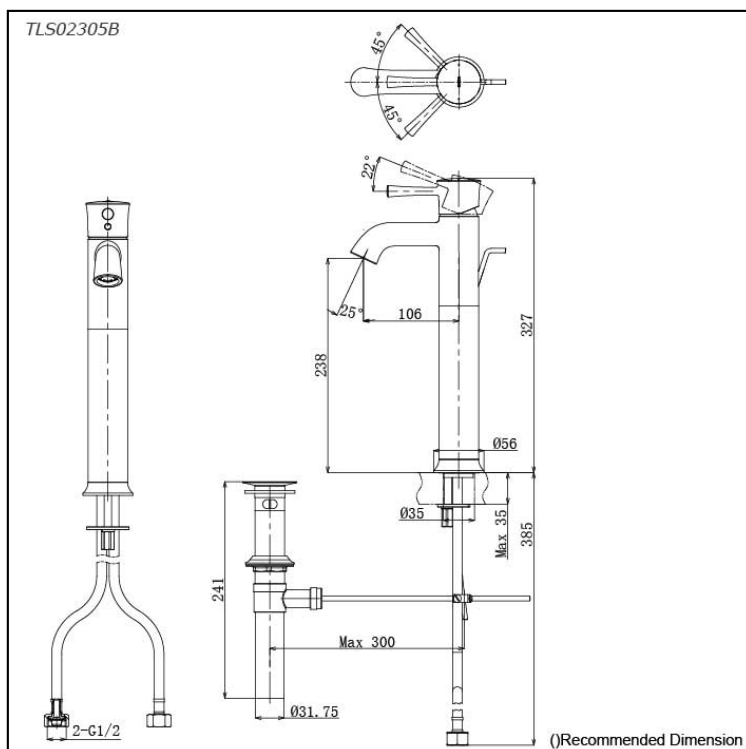 TLS02305B
45°
45°
22°
25°
106
238
327
Ø56
Ø35
Max 35
385
241
Max 300
Ø31.75
2-G1/2
()Recommended Dimension